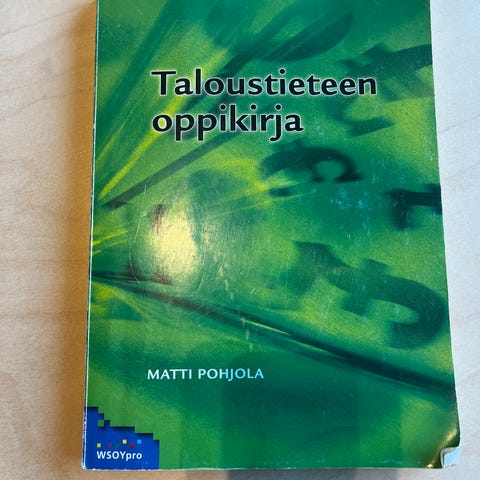 Taloustieteen
oppikirja
MATTI POHJOLA
WSOYpro